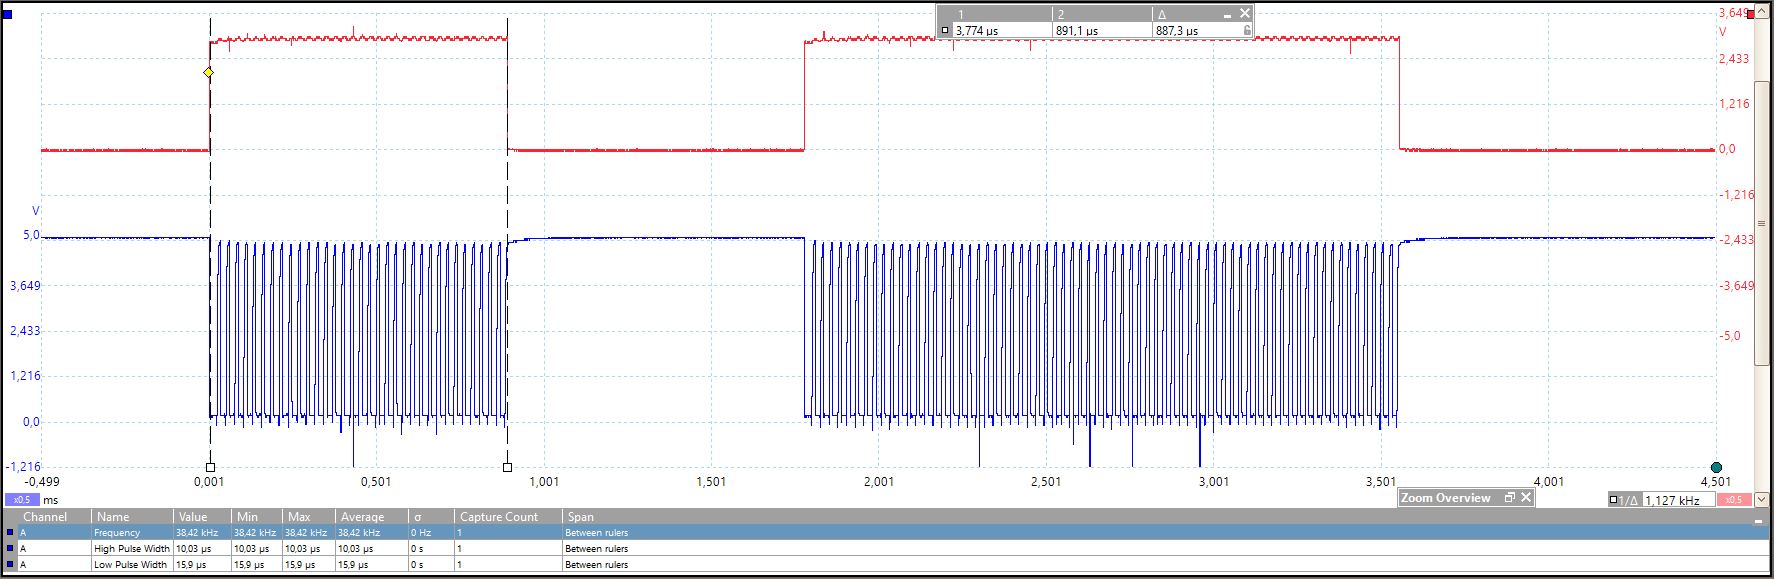 1 2 Δ
3,774 µs 891,1 µs 887,3 µs
3,649
V
2,433
1,216
0,0
-1,216
-2,433
-3,649
-5,0
V
5,0
3,649
2,433
1,216
0,0
-1,216
-0,499 0,001 0,501 1,001 1,501 2,001 2,501 3,001 3,501 4,001 4,501
x0.5 ms
Zoom Overview
1/Δ 1,127 kHz x0.5
Channel Name Value Min Max Average σ Capture Count Span
A Frequency 38,42 kHz 38,42 kHz 38,42 kHz 38,42 kHz 0 Hz 1 Between rulers
A High Pulse Width 10,03 µs 10,03 µs 10,03 µs 10,03 µs 0 s 1 Between rulers
A Low Pulse Width 15,9 µs 15,9 µs 15,9 µs 15,9 µs 0 s 1 Between rulers